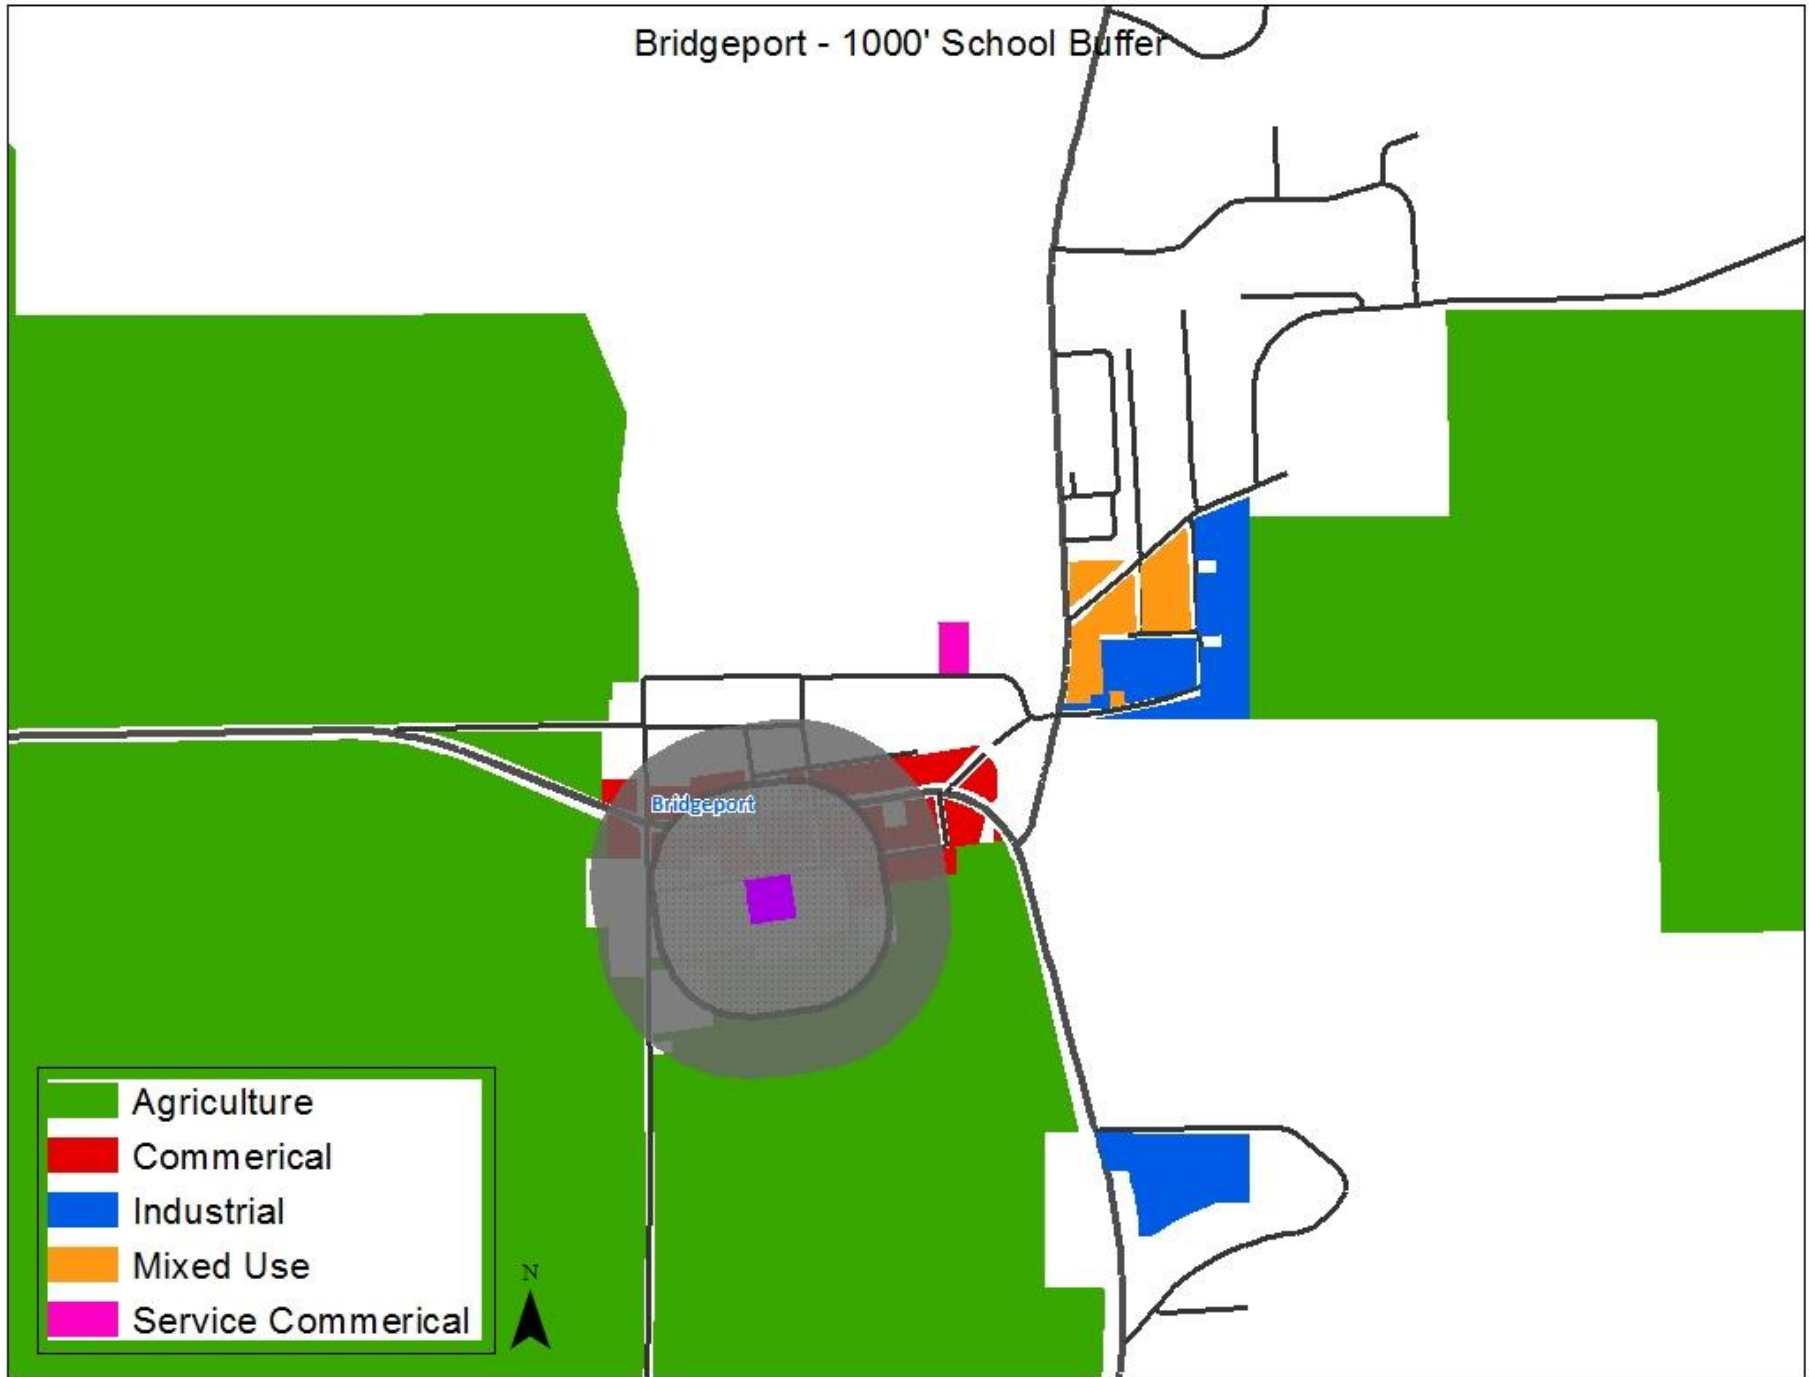 Bridgeport - 1000' School Buffer
Bridgeport
Agriculture
Commerical
Industrial
Mixed Use
Service Commerical
N